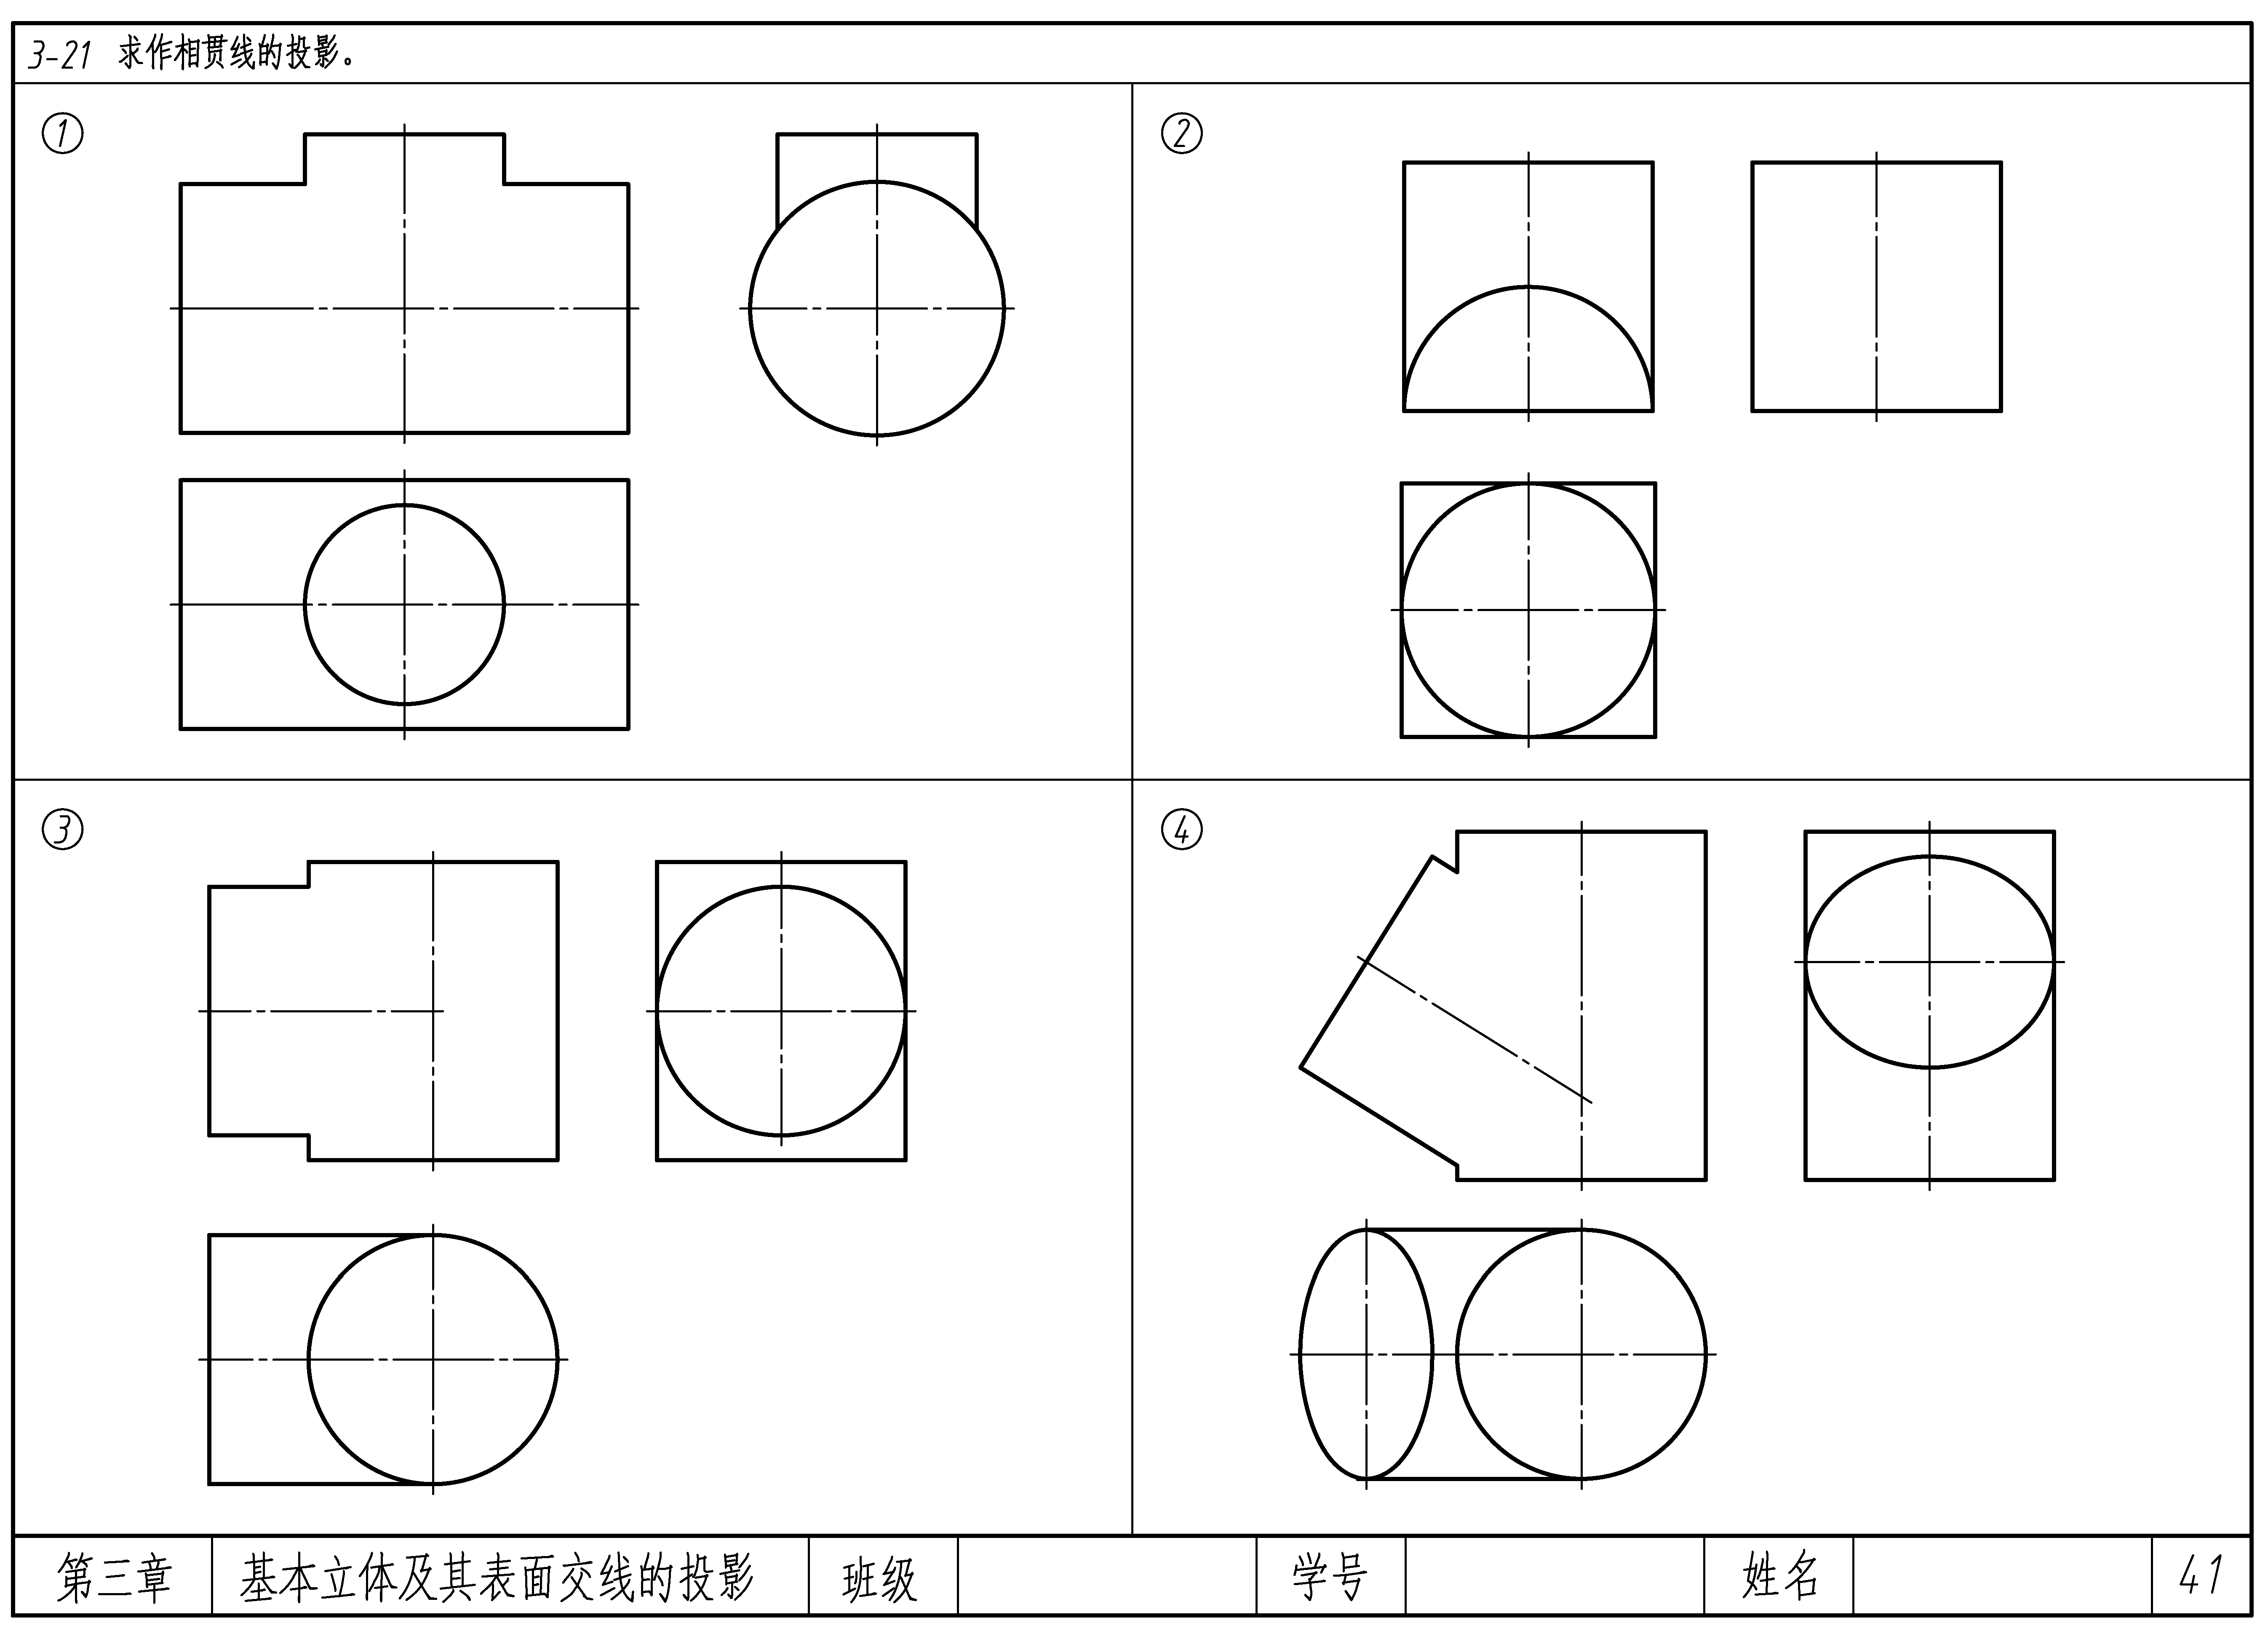 3-21 求作相贯线的投影。
①
②
③
④
第三章 基本立体及其表面交线的投影 班级 学号 姓名 41